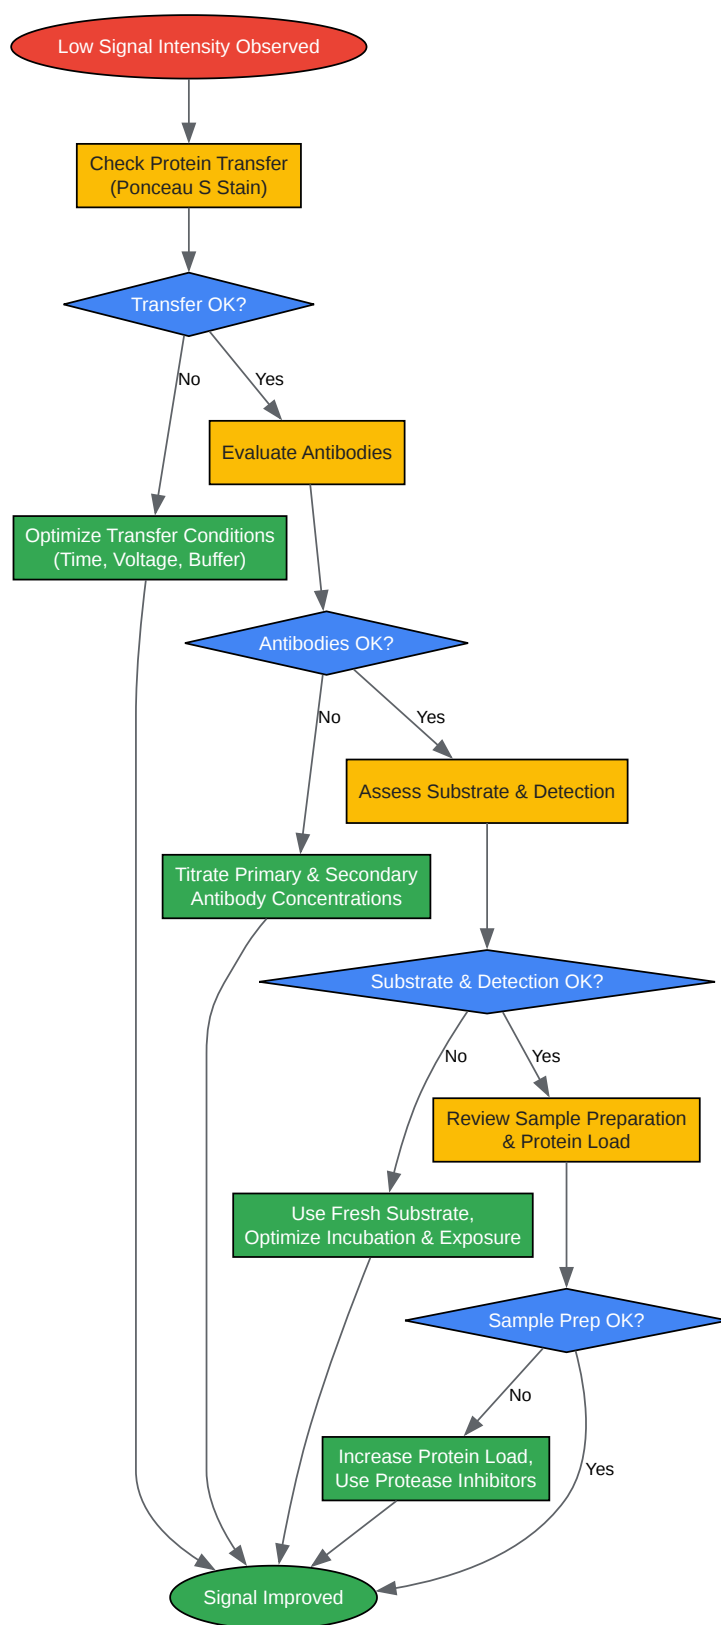 Low Signal Intensity Observed
Check Protein Transfer
(Ponceau S Stain)
Transfer OK?
No
Yes
Evaluate Antibodies
Optimize Transfer Conditions
(Time, Voltage, Buffer)
Antibodies OK?
No
Yes
Assess Substrate & Detection
Titrate Primary & Secondary
Antibody Concentrations
Substrate & Detection OK?
No
Yes
Review Sample Preparation
& Protein Load
Use Fresh Substrate,
Optimize Incubation & Exposure
Sample Prep OK?
No
Yes
Increase Protein Load,
Use Protease Inhibitors
Signal Improved